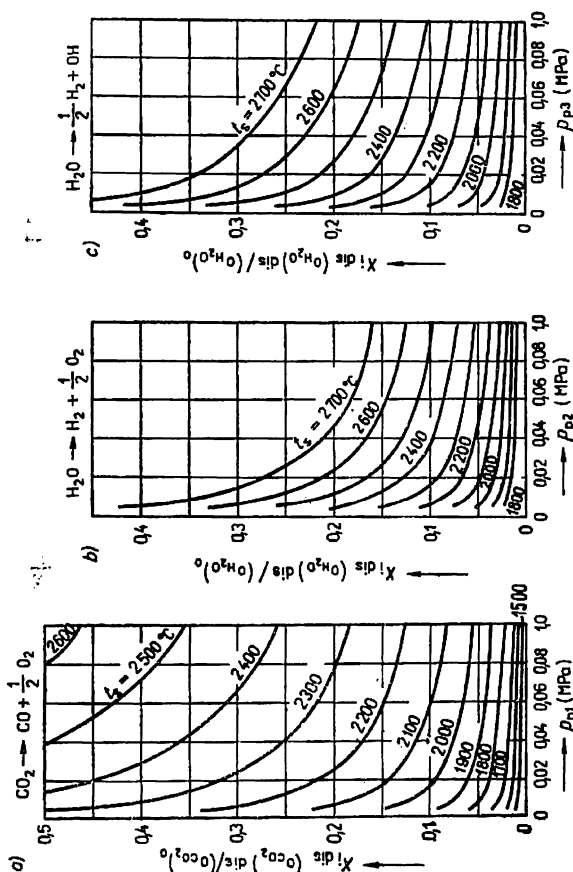 a)
CO₂ → CO + 1/2 O₂
X i dis (ᴼCO₂) dis/(ᴼCO₂)₀
0,5
0,4
0,3
0,2
0,1
2600
tₛ = 2500 °C
2400
2300
2200
2100
2000
1900
1800
1700
1500
0 0,02 0,04 0,06 0,08 1,0
→ pₚ₁ (MPa)
b)
H₂O → H₂ + 1/2 O₂
X i dis (ᴼH₂O) dis/(ᴼH₂O)₀
0,4
0,3
0,2
0,1
tₛ = 2700 °C
2600
2400
2200
2000
1800
0 0,02 0,04 0,06 0,08 1,0
→ pₚ₂ (MPa)
c)
H₂O → 1/2 H₂ + OH
X i dis (ᴼH₂O) dis/(ᴼH₂O)₀
0,4
0,3
0,2
0,1
tₛ = 2700 °C
2600
2400
2200
2000
1800
0 0,02 0,04 0,06 0,08 1,0
→ pₚ₃ (MPa)